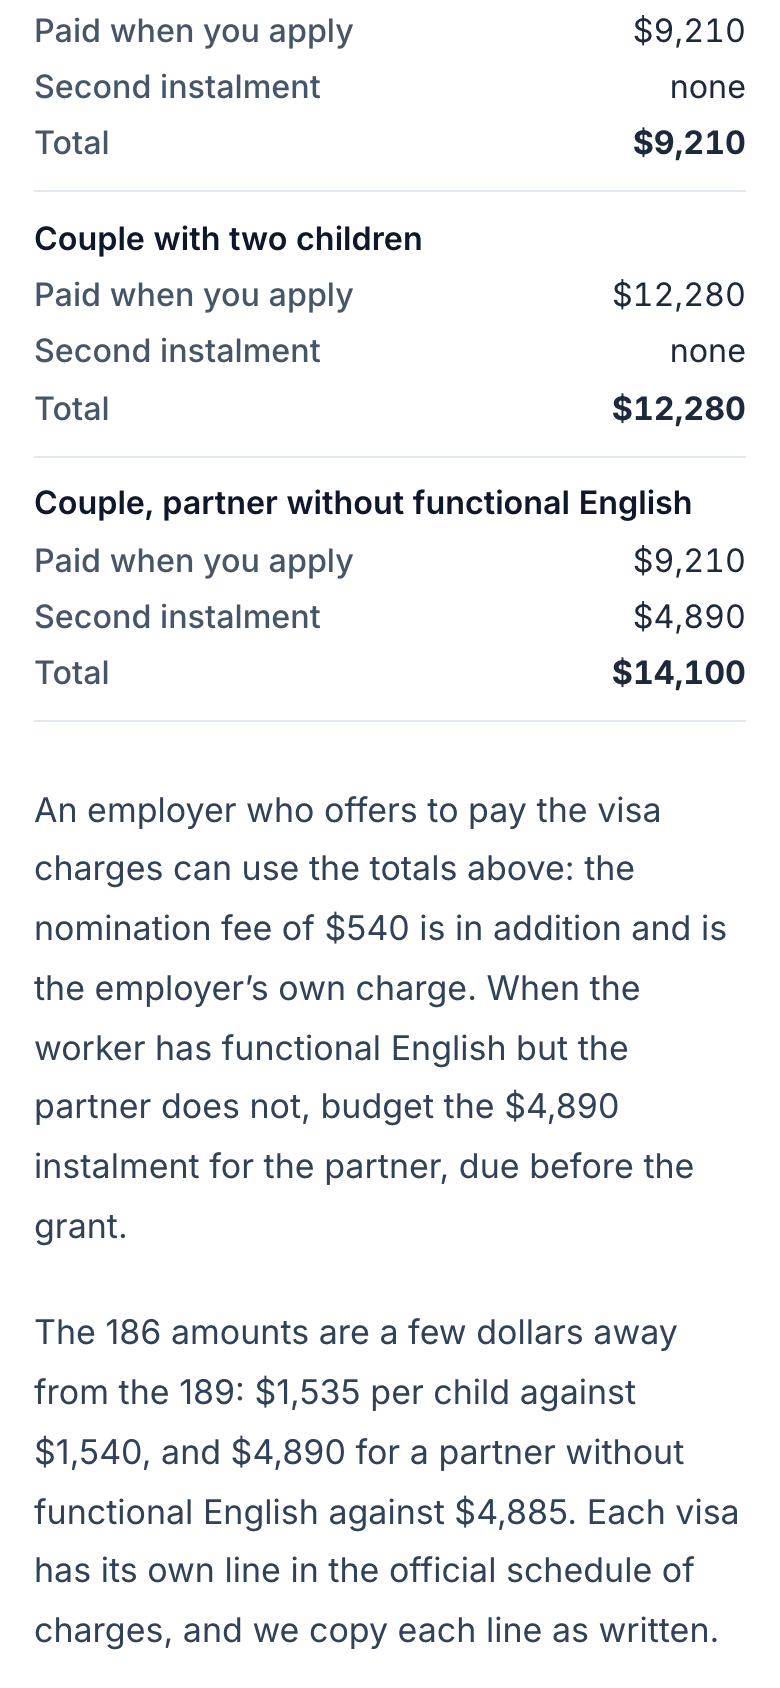 Paid when you apply $9,210
Second instalment none
Total $9,210
Couple with two children
Paid when you apply $12,280
Second instalment none
Total $12,280
Couple, partner without functional English
Paid when you apply $9,210
Second instalment $4,890
Total $14,100
An employer who offers to pay the visa
charges can use the totals above: the
nomination fee of $540 is in addition and is
the employer’s own charge. When the
worker has functional English but the
partner does not, budget the $4,890
instalment for the partner, due before the
grant.
The 186 amounts are a few dollars away
from the 189: $1,535 per child against
$1,540, and $4,890 for a partner without
functional English against $4,885. Each visa
has its own line in the official schedule of
charges, and we copy each line as written.